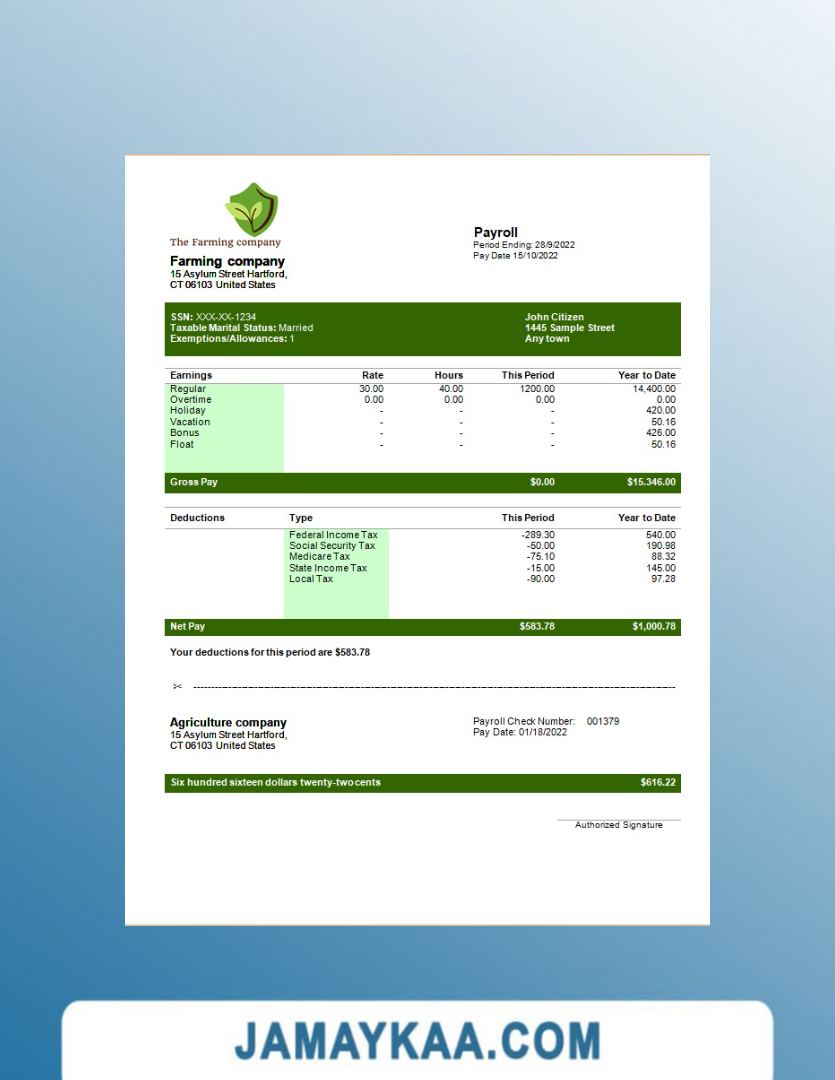 The Farming company
Payroll
Period Ending: 28/9/2022
Pay Date 15/10/2022
Farming company
15 Asylum Street Hartford,
CT 06103 United States
SSN: XXX-XX-1234 John Citizen
Taxable Marital Status: Married 1445 Sample Street
Exemptions/Allowances: 1 Any town
Earnings Rate Hours This Period Year to Date
Regular 30.00 40.00 1200.00 14,400.00
Overtime 0.00 0.00 0.00 0.00
Holiday - - - 420.00
Vacation - - - 50.16
Bonus - - - 426.00
Float - - - 50.16
Gross Pay $0.00 $15.346.00
Deductions Type This Period Year to Date
Federal Income Tax -289.30 540.00
Social Security Tax -50.00 190.98
Medicare Tax -75.10 88.32
State Income Tax -15.00 145.00
Local Tax -90.00 97.28
Net Pay $583.78 $1,000.78
Your deductions for this period are $583.78
Agriculture company
15 Asylum Street Hartford,
CT 06103 United States
Payroll Check Number: 001379
Pay Date: 01/18/2022
Six hundred sixteen dollars twenty-two cents $616.22
Authorized Signature
JAMAYKAA.COM